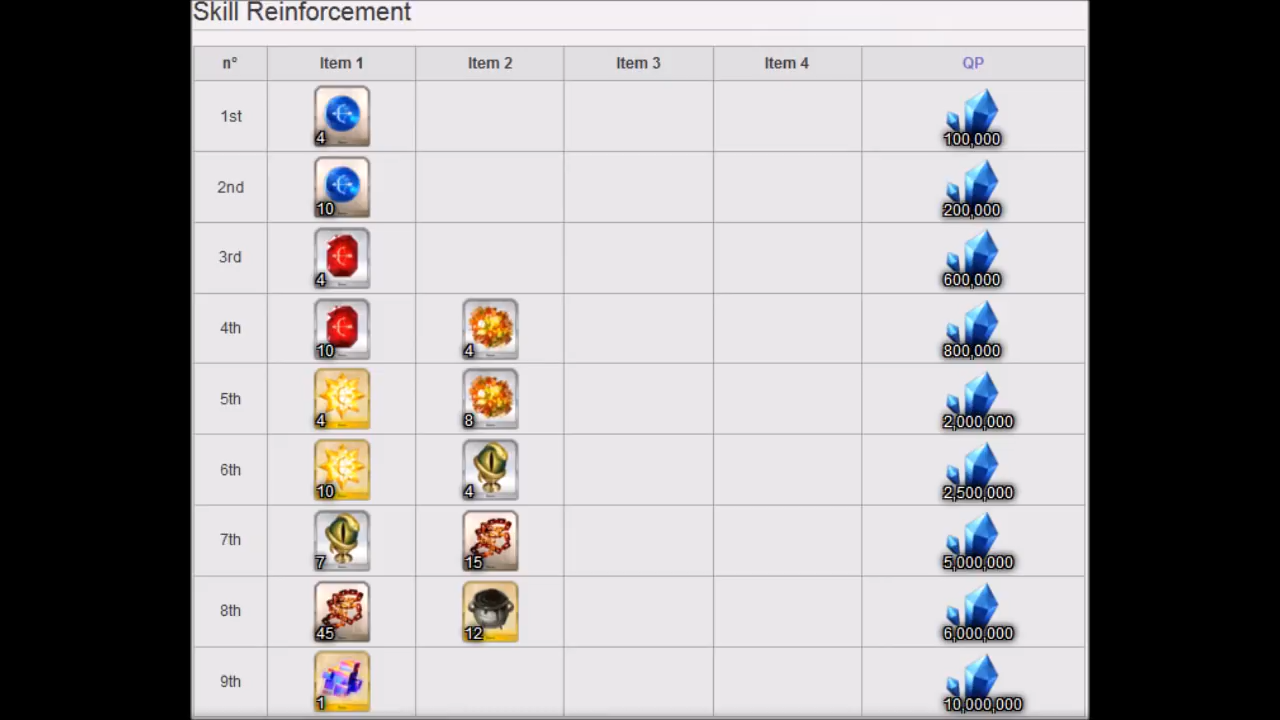 Skill Reinforcement
n° Item 1 Item 2 Item 3 Item 4 QP
1st 4 100,000
2nd 10 200,000
3rd 4 600,000
4th 10 4 800,000
5th 4 8 2,000,000
6th 10 4 2,500,000
7th 7 15 5,000,000
8th 45 12 6,000,000
9th 1 10,000,000